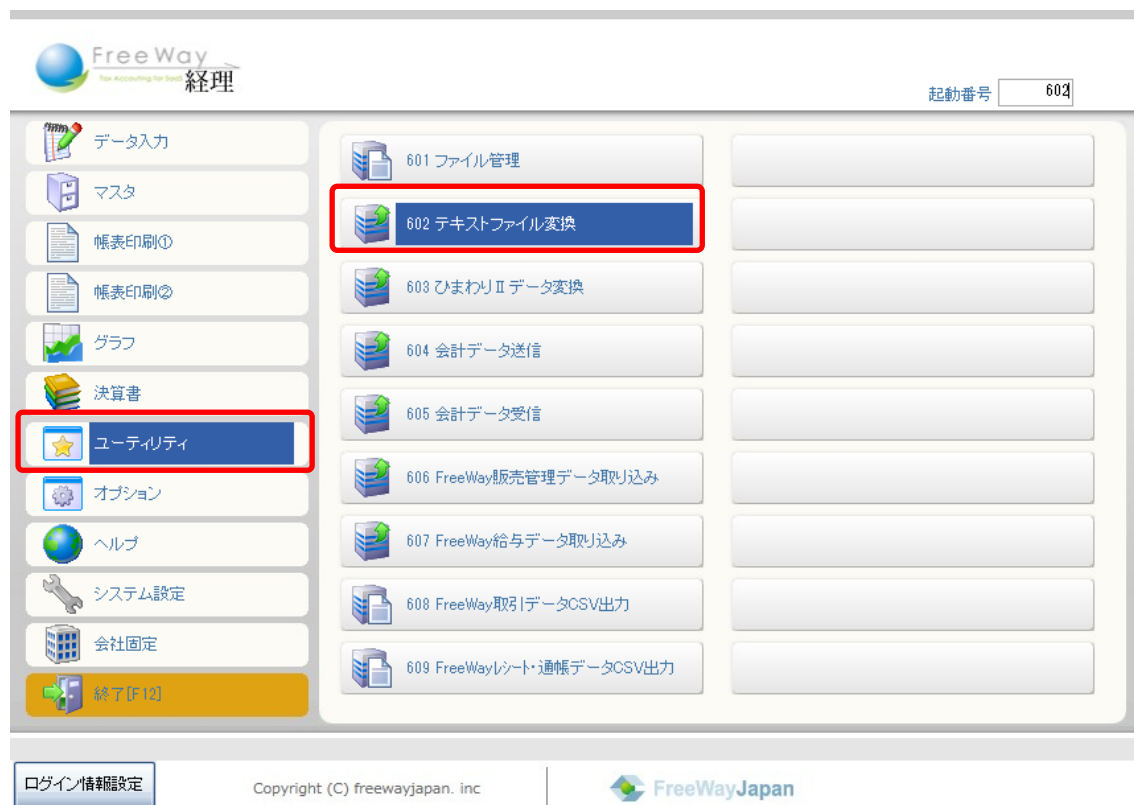 FreeWay
Tax Accounting for SaaS
経理
起動番号 602
データ入力
マスタ
帳表印刷①
帳表印刷②
グラフ
決算書
ユーティリティ
オプション
ヘルプ
システム設定
会社固定
終了[F12]
601 ファイル管理
602 テキストファイル変換
603 ひまわりⅡデータ変換
604 会計データ送信
605 会計データ受信
606 FreeWay販売管理データ取り込み
607 FreeWay給与データ取り込み
608 FreeWay取引データCSV出力
609 FreeWayレシート・通帳データCSV出力
ログイン情報設定
Copyright (C) freewayjapan. inc
FreeWayJapan